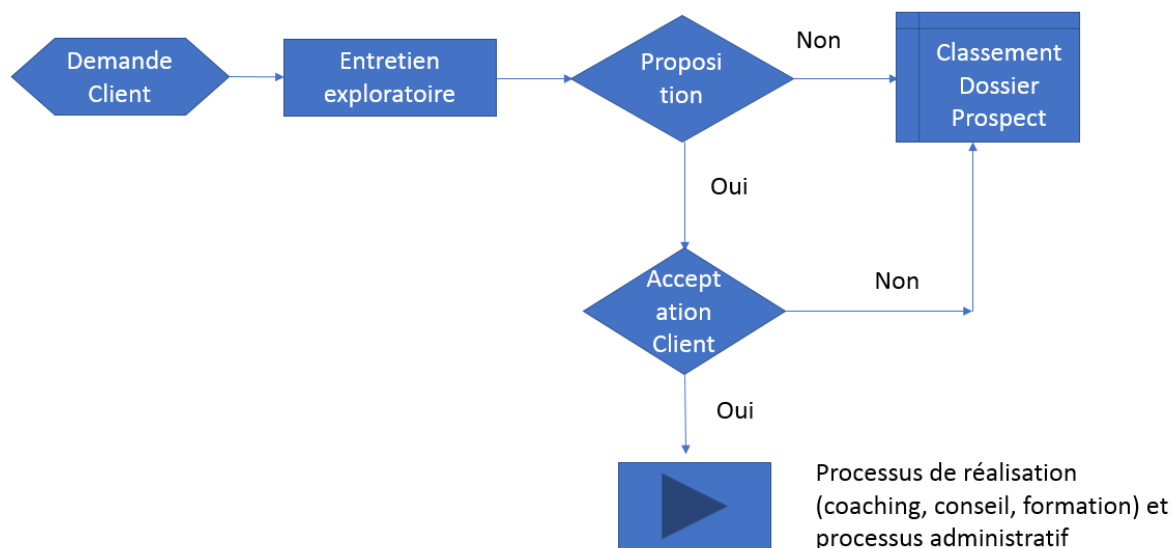 Demande
Client
Entretien
exploratoire
Proposi
tion
Non
Classement
Dossier
Prospect
Oui
Accept
ation
Client
Non
Oui
Processus de réalisation
(coaching, conseil, formation) et
processus administratif